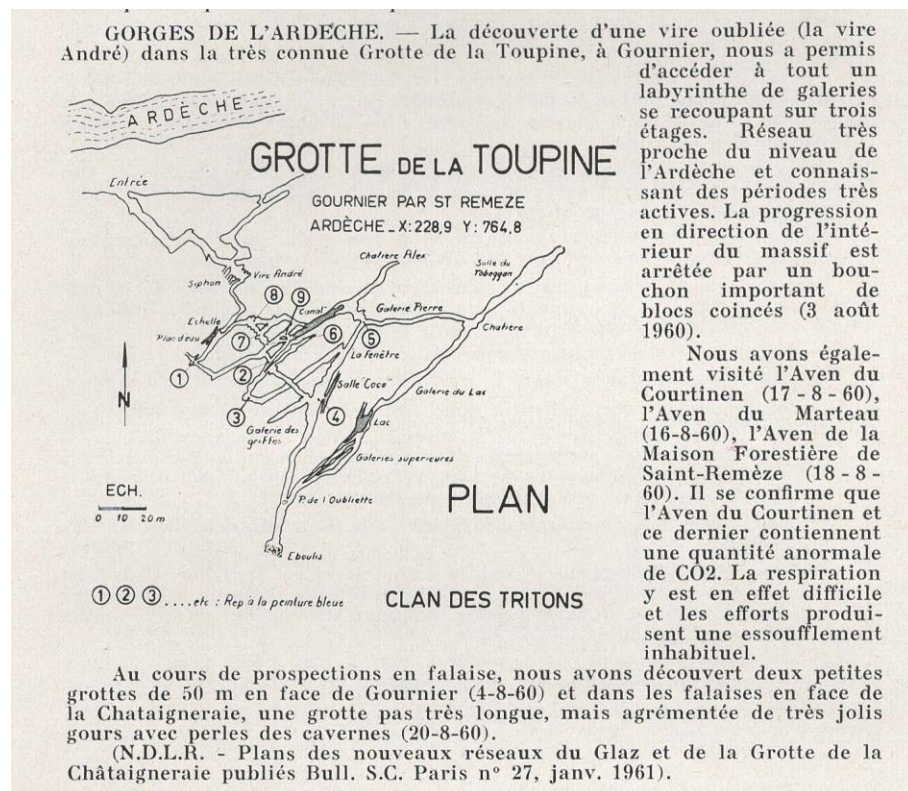 GORGES DE L'ARDECHE. — La découverte d'une vire oubliée (la vire
André) dans la très connue Grotte de la Toupine, à Gournier, nous a permis
d'accéder à tout un
labyrinthe de galeries
se recoupant sur trois
étages. Réseau très
proche du niveau de
l'Ardèche et connais-
sant des périodes très
actives. La progression
en direction de l'inté-
rieur du massif est
arrêtée par un bou-
chon important de
blocs coincés (3 août
1960).
Nous avons égale-
ment visité l'Aven du
Courtinen (17 - 8 - 60),
l'Aven du Marteau
(16-8-60), l'Aven de la
Maison Forestière de
Saint-Remèze (18 - 8 -
60). Il se confirme que
l'Aven du Courtinen et
ce dernier contiennent
une quantité anormale
de CO2. La respiration
y est en effet difficile
et les efforts produi-
sent une essoufflement
inhabituel.
ARDÈCHE
GROTTE DE LA TOUPINE
GOURNIER PAR ST REMEZE
ARDÈCHE _ X: 228,9 Y: 764,8
Entrée
Siphon
Vire André
Chatière Alex
Salle du Toboggan
Echelle
Plan d'eau
Canal
Galerie Pierre
Chatière
1
2
3
4
5
6
7
8
9
La fenêtre
Salle "Coco"
Galerie du Lac
Lac
Galerie des
griffes
Galeries supérieures
P. de l'Oubliette
Eboulis
N
ECH.
0 10 20 m
PLAN
① ② ③ ....etc : Rep à la peinture bleue
CLAN DES TRITONS
Au cours de prospections en falaise, nous avons découvert deux petites
grottes de 50 m en face de Gournier (4-8-60) et dans les falaises en face de
la Chataigneraie, une grotte pas très longue, mais agrémentée de très jolis
gours avec perles des cavernes (20-8-60).
(N.D.L.R. - Plans des nouveaux réseaux du Glaz et de la Grotte de la
Châtaigneraie publiés Bull. S.C. Paris n° 27, janv. 1961).